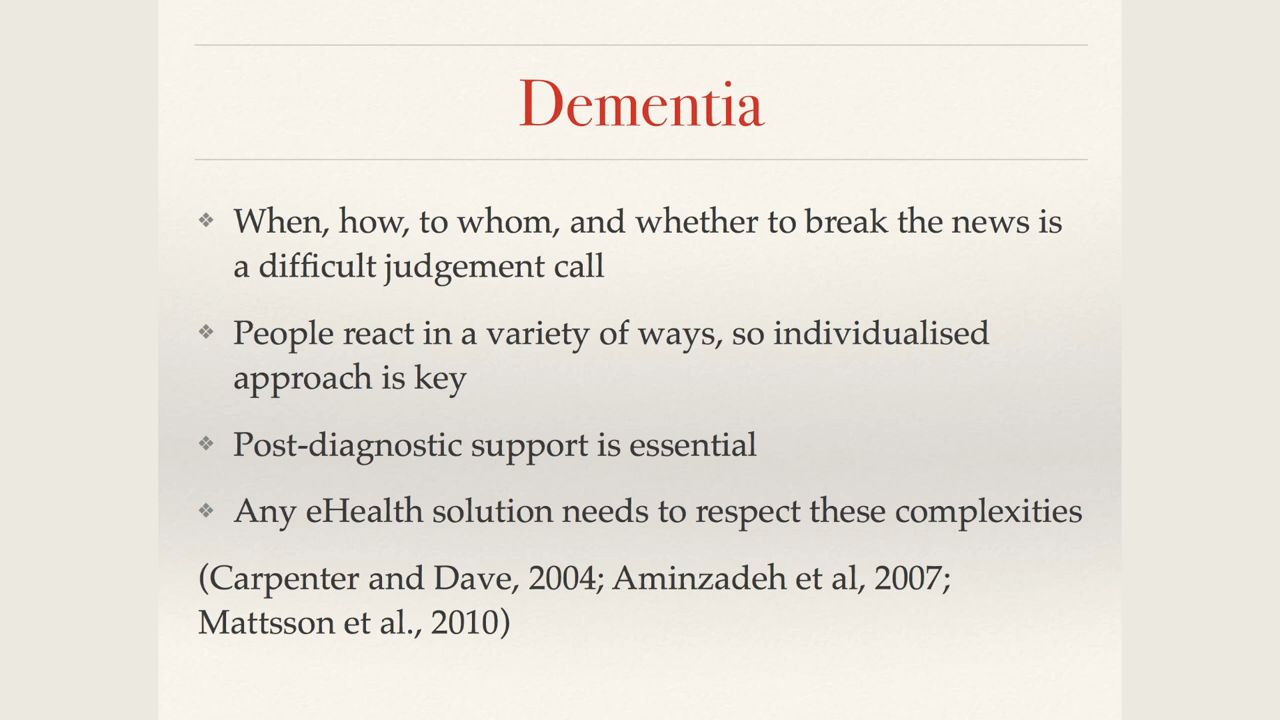 Dementia
❖ When, how, to whom, and whether to break the news is
a difficult judgement call
❖ People react in a variety of ways, so individualised
approach is key
❖ Post-diagnostic support is essential
❖ Any eHealth solution needs to respect these complexities
(Carpenter and Dave, 2004; Aminzadeh et al, 2007;
Mattsson et al., 2010)